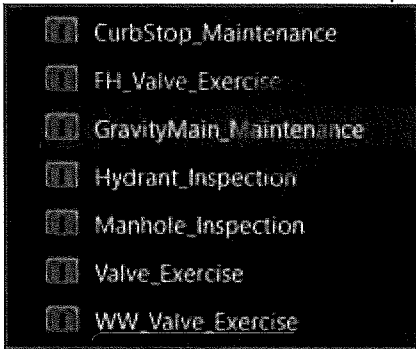 CurbStop_Maintenance
FH_Valve_Exercise
GravityMain_Maintenance
Hydrant_Inspection
Manhole_Inspection
Valve_Exercise
WW_Valve_Exercise